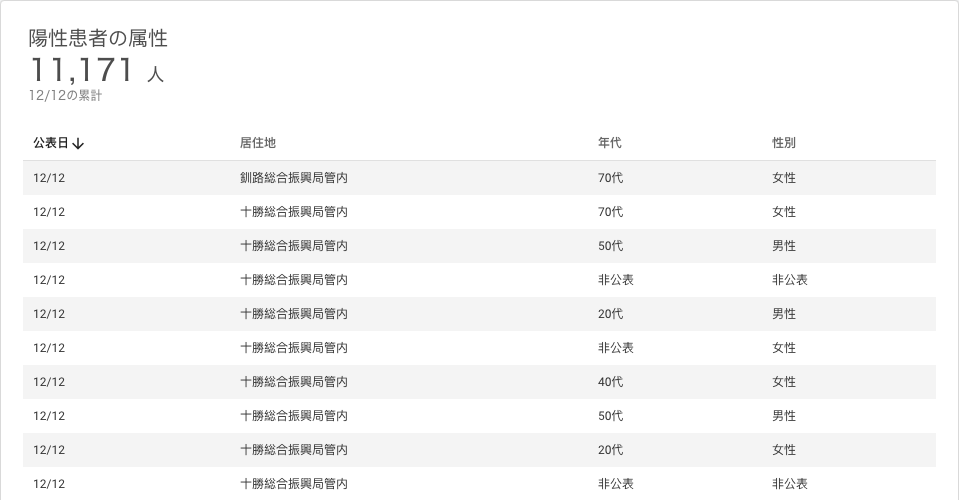 陽性患者の属性
11,171 人
12/12の累計
公表日↓ 居住地 年代 性別
12/12 釧路総合振興局管内 70代 女性
12/12 十勝総合振興局管内 70代 女性
12/12 十勝総合振興局管内 50代 男性
12/12 十勝総合振興局管内 非公表 非公表
12/12 十勝総合振興局管内 20代 男性
12/12 十勝総合振興局管内 非公表 女性
12/12 十勝総合振興局管内 40代 女性
12/12 十勝総合振興局管内 50代 男性
12/12 十勝総合振興局管内 20代 女性
12/12 十勝総合振興局管内 非公表 非公表